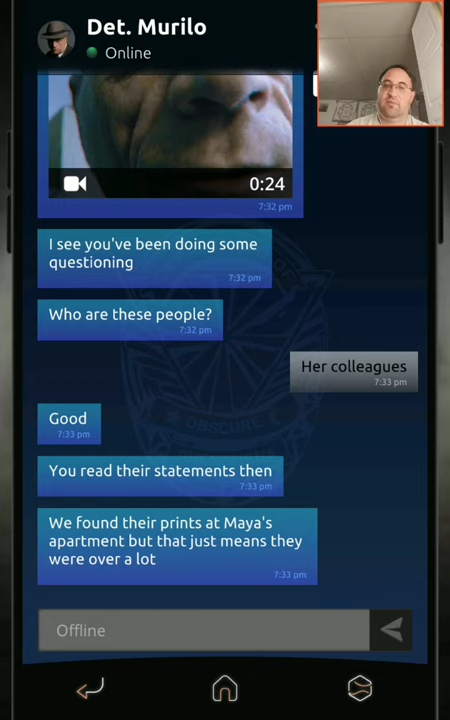 Det. Murilo
Online
0:24
7:32 pm
I see you've been doing some
questioning
7:32 pm
Who are these people?
7:32 pm
Her colleagues
7:33 pm
Good
7:33 pm
You read their statements then
7:33 pm
We found their prints at Maya's
apartment but that just means they
were over a lot
7:33 pm
OBSCURE
Offline